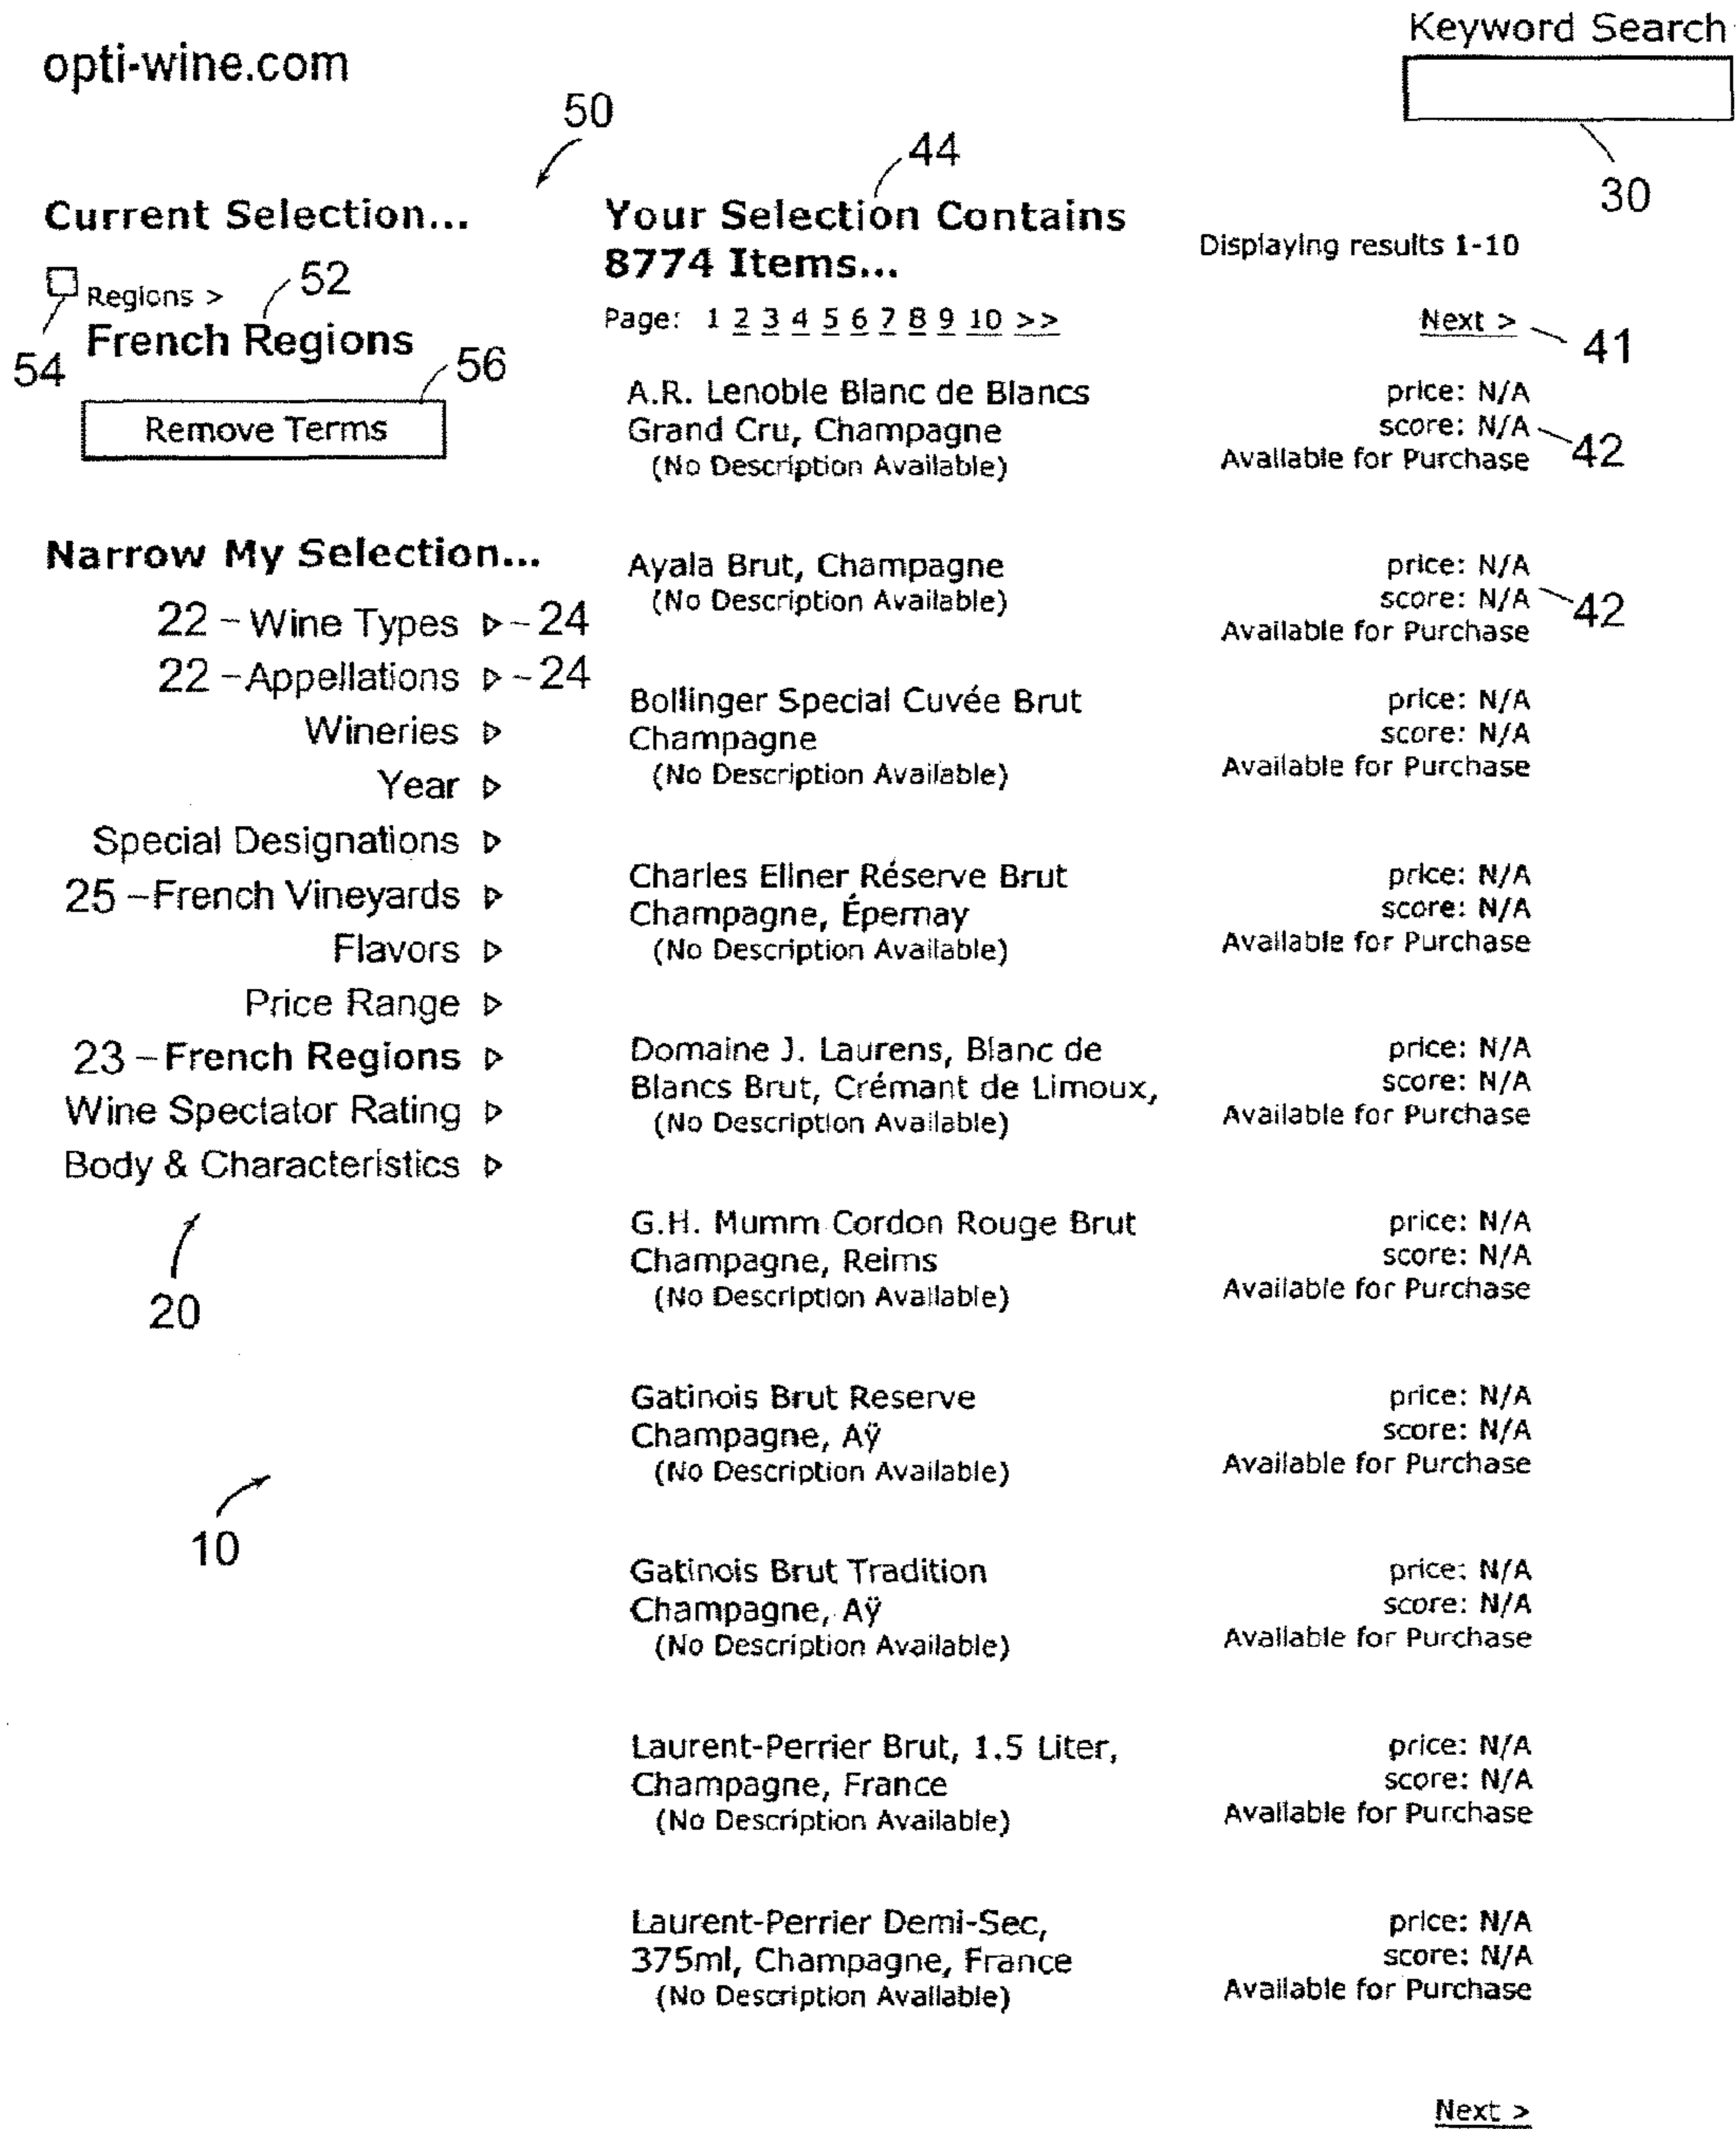 opti-wine.com
Keyword Search
30
50
44
Current Selection...
54
Regions >
52
French Regions
56
Remove Terms
Narrow My Selection...
22 – Wine Types ▹ – 24
22 – Appellations ▹ – 24
Wineries ▹
Year ▹
Special Designations ▹
25 – French Vineyards ▹
Flavors ▹
Price Range ▹
23 – French Regions ▹
Wine Spectator Rating ▹
Body & Characteristics ▹
20
10
Your Selection Contains
8774 Items...
Displaying results 1-10
Page: 1 2 3 4 5 6 7 8 9 10 >>
Next >
41
A.R. Lenoble Blanc de Blancs
Grand Cru, Champagne
(No Description Available)
price: N/A
score: N/A
42
Available for Purchase
Ayala Brut, Champagne
(No Description Available)
price: N/A
score: N/A
42
Available for Purchase
Bollinger Special Cuvée Brut
Champagne
(No Description Available)
price: N/A
score: N/A
Available for Purchase
Charles Ellner Réserve Brut
Champagne, Épernay
(No Description Available)
price: N/A
score: N/A
Available for Purchase
Domaine J. Laurens, Blanc de
Blancs Brut, Crémant de Limoux,
(No Description Available)
price: N/A
score: N/A
Available for Purchase
G.H. Mumm Cordon Rouge Brut
Champagne, Reims
(No Description Available)
price: N/A
score: N/A
Available for Purchase
Gatinois Brut Reserve
Champagne, Aÿ
(No Description Available)
price: N/A
score: N/A
Available for Purchase
Gatinois Brut Tradition
Champagne, Aÿ
(No Description Available)
price: N/A
score: N/A
Available for Purchase
Laurent-Perrier Brut, 1.5 Liter,
Champagne, France
(No Description Available)
price: N/A
score: N/A
Available for Purchase
Laurent-Perrier Demi-Sec,
375ml, Champagne, France
(No Description Available)
price: N/A
score: N/A
Available for Purchase
Next >